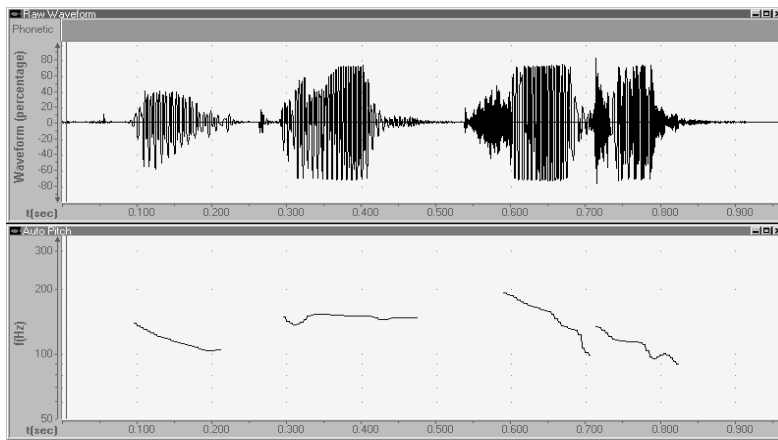 Raw Waveform
Phonetic
Waveform (percentage)
80
60
40
20
0
-20
-40
-60
-80
t(sec) 0.100 0.200 0.300 0.400 0.500 0.600 0.700 0.800 0.900
Auto Pitch
f(Hz)
300
200
100
50
t(sec) 0.100 0.200 0.300 0.400 0.500 0.600 0.700 0.800 0.900